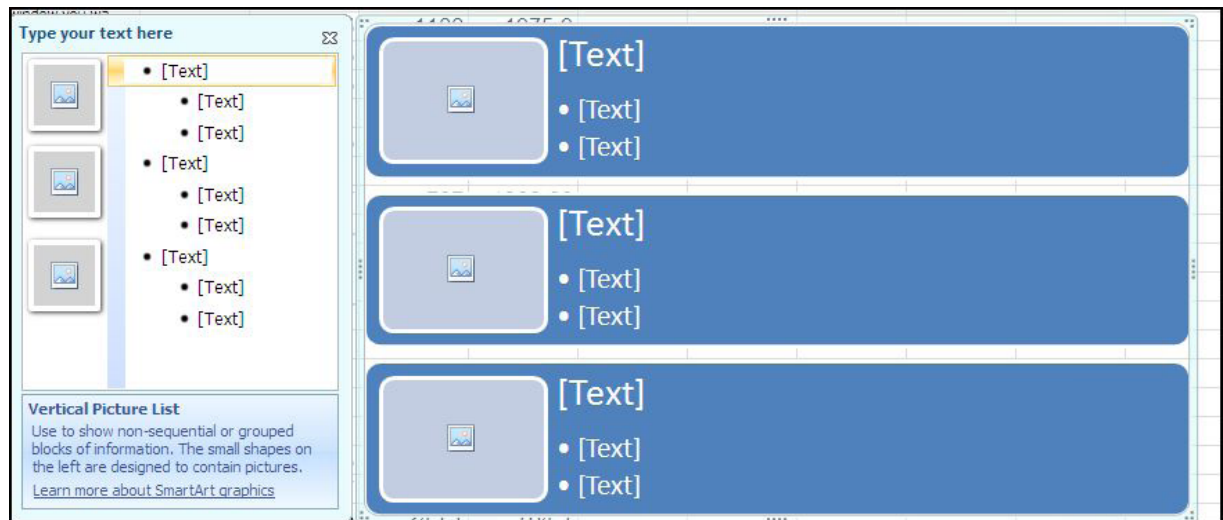 Type your text here
• [Text]
• [Text]
• [Text]
• [Text]
• [Text]
• [Text]
• [Text]
• [Text]
• [Text]
Vertical Picture List
Use to show non-sequential or grouped
blocks of information. The small shapes on
the left are designed to contain pictures.
Learn more about SmartArt graphics
[Text]
• [Text]
• [Text]
[Text]
• [Text]
• [Text]
[Text]
• [Text]
• [Text]